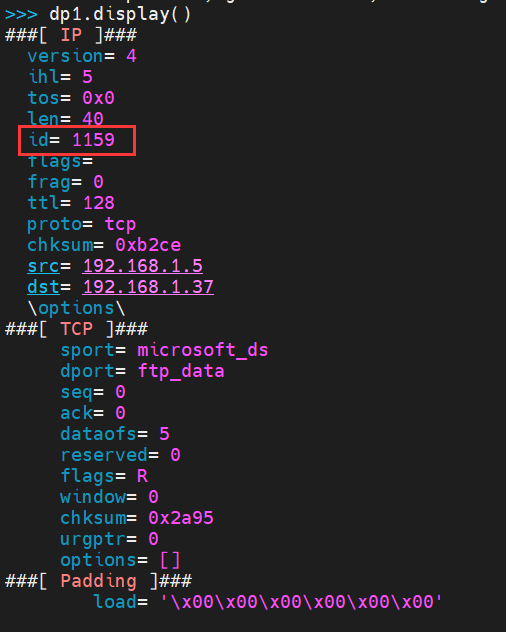 >>> dp1.display()
###[ IP ]###
  version= 4
  ihl= 5
  tos= 0x0
  len= 40
  id= 1159
  flags=
  frag= 0
  ttl= 128
  proto= tcp
  chksum= 0xb2ce
  src= 192.168.1.5
  dst= 192.168.1.37
  \options\
###[ TCP ]###
     sport= microsoft_ds
     dport= ftp_data
     seq= 0
     ack= 0
     dataofs= 5
     reserved= 0
     flags= R
     window= 0
     chksum= 0x2a95
     urgptr= 0
     options= []
###[ Padding ]###
        load= '\x00\x00\x00\x00\x00\x00'